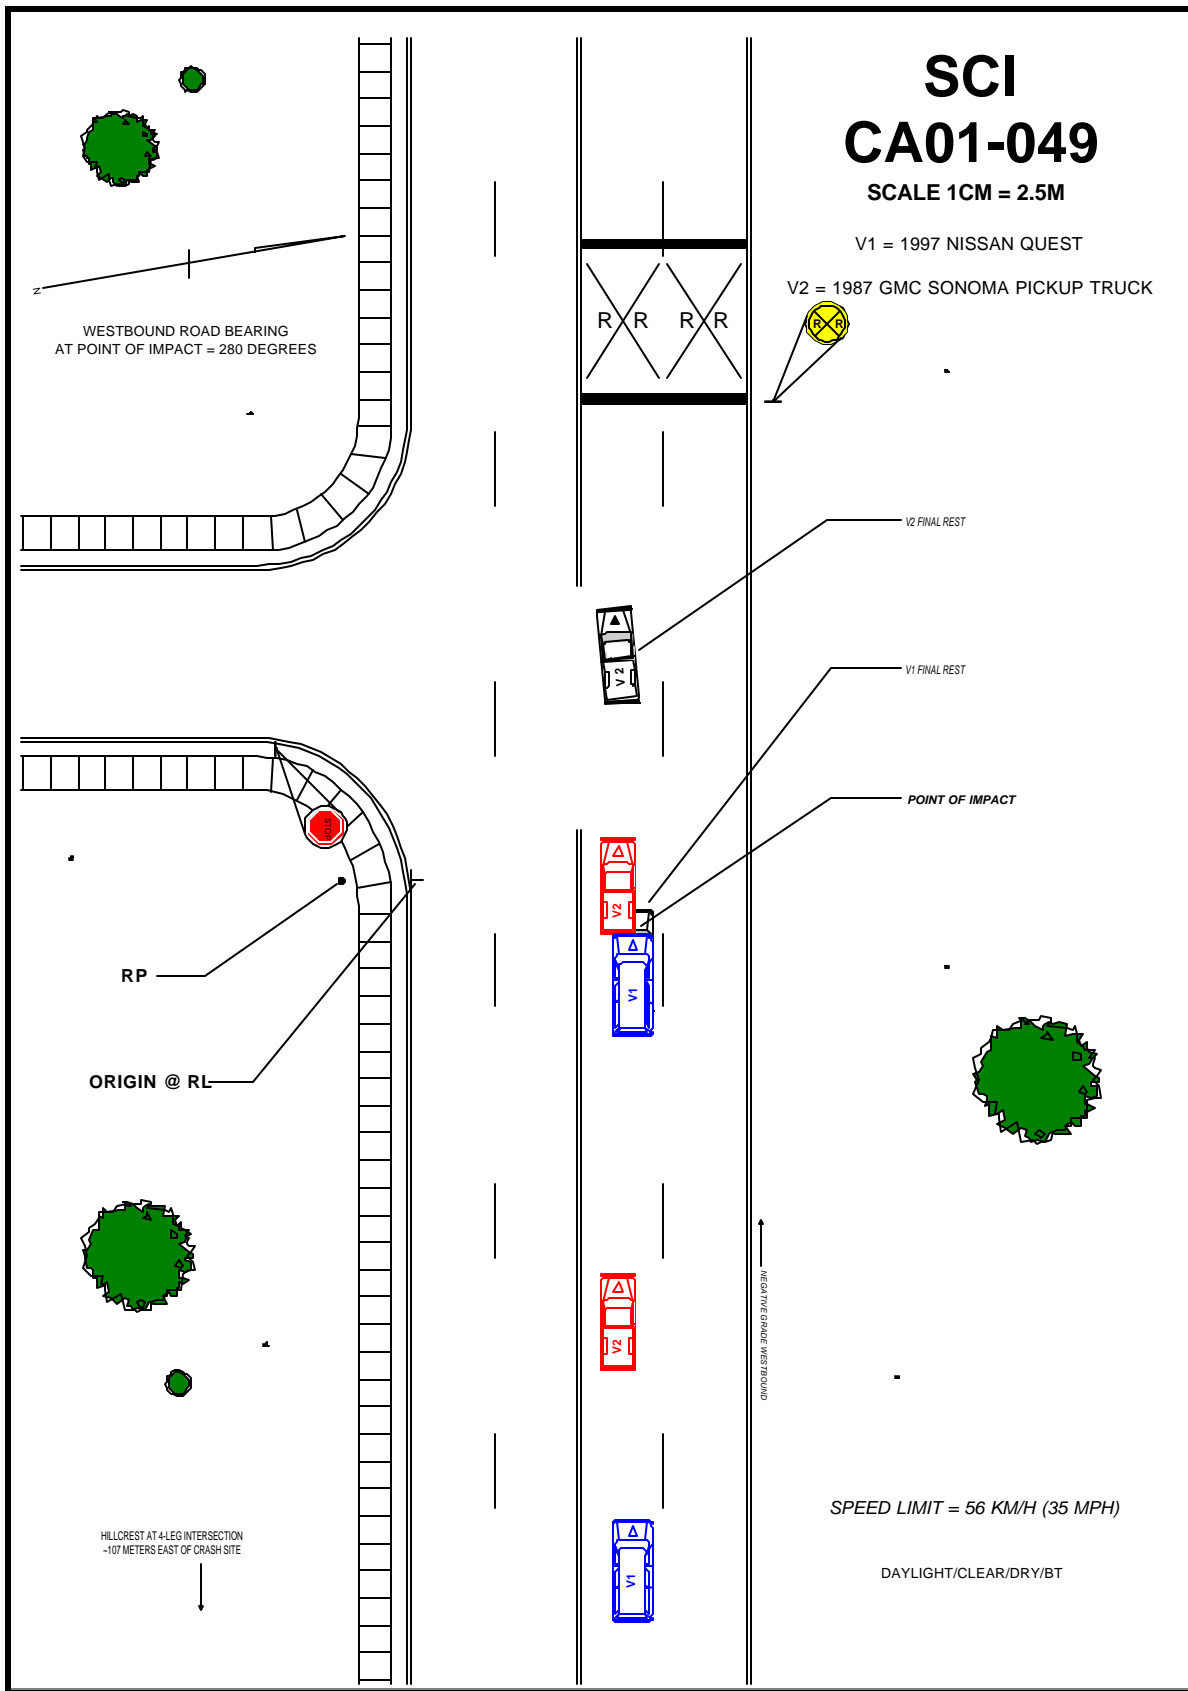 SCI
CA01-049
SCALE 1CM = 2.5M
V1 = 1997 NISSAN QUEST
V2 = 1987 GMC SONOMA PICKUP TRUCK
N
WESTBOUND ROAD BEARING
AT POINT OF IMPACT = 280 DEGREES
R R R R
R R
V2 FINAL REST
V 2
V1 FINAL REST
POINT OF IMPACT
STOP
V2
RP
V1
ORIGIN @ RL
NEGATIVE GRADE WESTBOUND
V2
SPEED LIMIT = 56 KM/H (35 MPH)
HILLCREST AT 4-LEG INTERSECTION
~107 METERS EAST OF CRASH SITE
V1
DAYLIGHT/CLEAR/DRY/BT